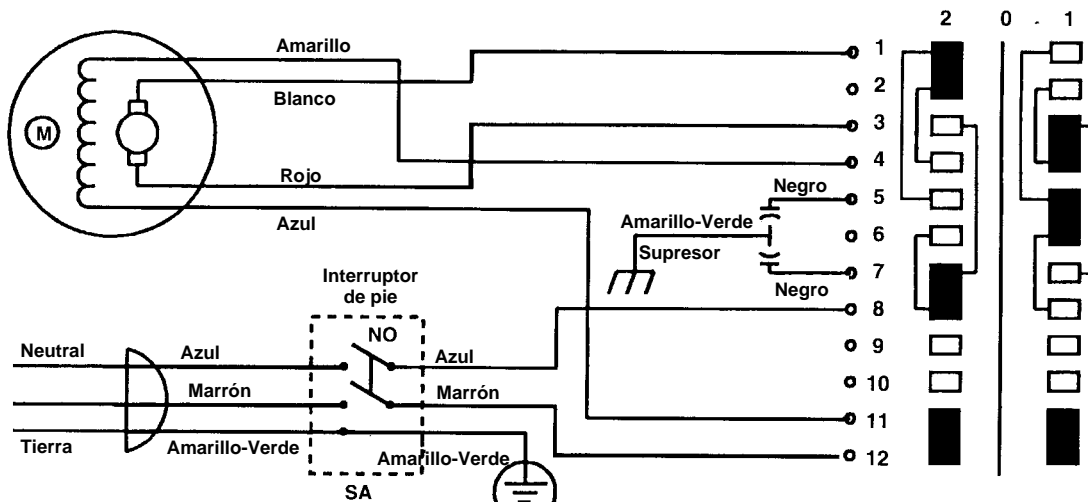 2 0 1
Amarillo
Blanco
Rojo
Azul
M
1
2
3
4
5
6
7
8
9
10
11
12
Negro
Amarillo-Verde
Supresor
Negro
Interruptor
de pie
NO
Neutral
Azul
Azul
Marrón
Marrón
Tierra
Amarillo-Verde
Amarillo-Verde
SA